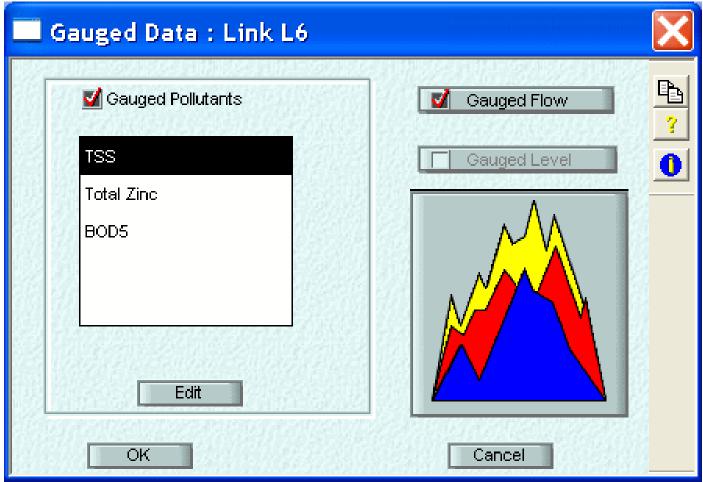 Gauged Data : Link L6
Gauged Pollutants
TSS
Total Zinc
BOD5
Edit
Gauged Flow
Gauged Level
?
i
OK
Cancel